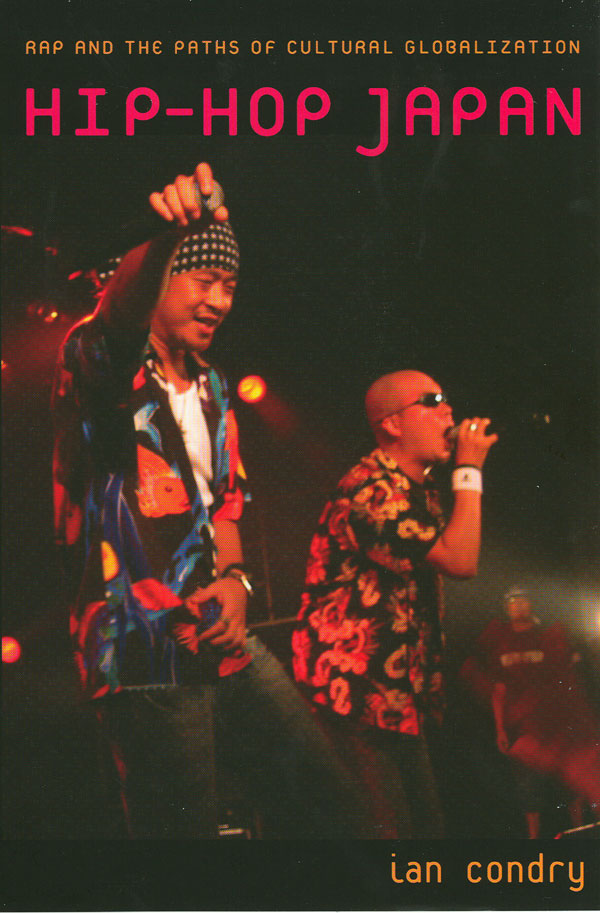 RAP AND THE PATHS OF CULTURAL GLOBALIZATION
HIP-HOP JAPAN
ian condry